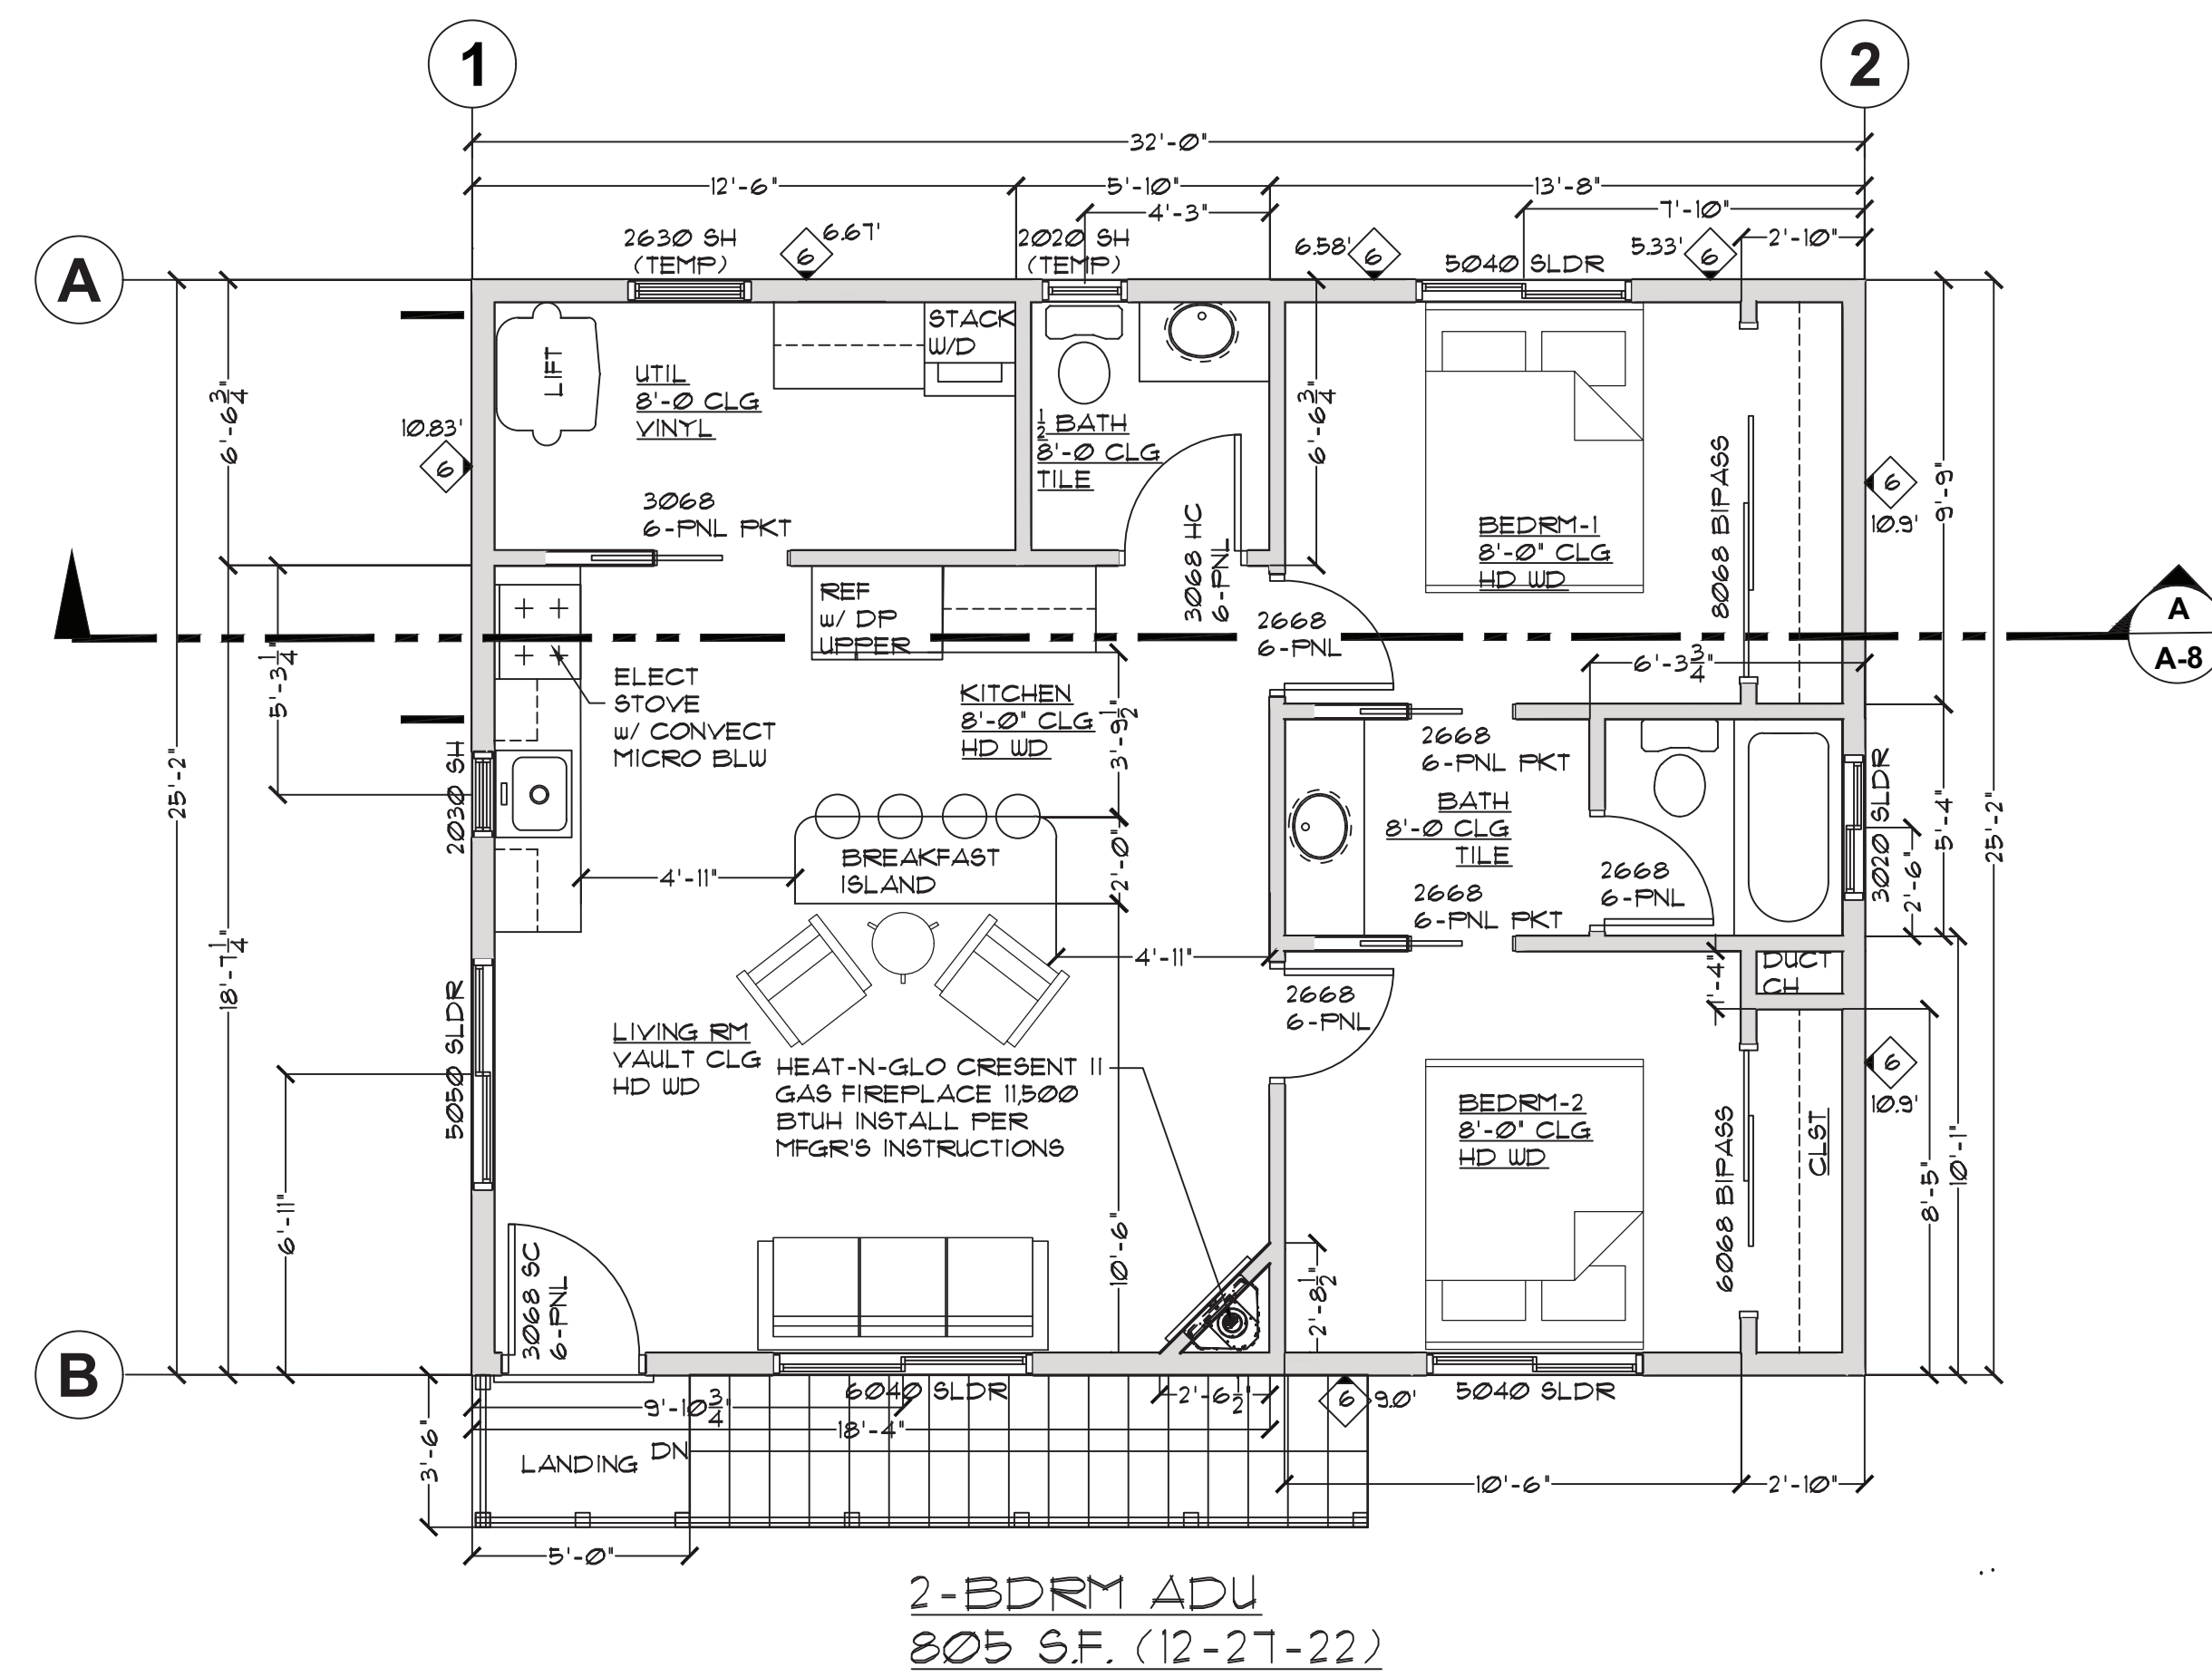 1
2
32'-0"
12'-6"
5'-10"
13'-8"
4'-3"
7'-10"
2'-10"
2630 SH
(TEMP)
6
6.67'
2020 SH
(TEMP)
6.58'
6
5040 SLDR
5.33'
6
A
LIFT
UTIL
8'-0 CLG
VINYL
STACK
W/D
1/2 BATH
8'-0 CLG
TILE
6'-6 3/4"
6'-6 3/4"
10.83'
6
3068
6-PNL PKT
3068 HC
6-PNL
BEDRM-1
8'-0" CLG
HD WD
8068 BIPASS
6
10.9'
9'-9"
REF
w/ DP
UPPER
2668
6-PNL
A
A-8
5'-3 1/4"
ELECT
STOVE
w/ CONVECT
MICRO BLW
KITCHEN
8'-0" CLG
HD WD
3'-9 1/2"
6'-3 3/4"
2668
6-PNL PKT
25'-2"
2030 SH
BATH
8'-0 CLG
TILE
3020 SLDR
5'-4"
25'-2"
2'-6"
BREAKFAST
ISLAND
4'-11"
2'-0"
2668
6-PNL PKT
2668
6-PNL
4'-11"
18'-7 1/4"
5050 SLDR
LIVING RM
VAULT CLG
HD WD
HEAT-N-GLO CRESENT II
GAS FIREPLACE 11,500
BTUH INSTALL PER
MFGR'S INSTRUCTIONS
2668
6-PNL
1'-4"
DUCT
CH
6
10.9'
BEDRM-2
8'-0" CLG
HD WD
6068 BIPASS
CLST
8'-5"
10'-1"
6'-11"
3068 SC
6-PNL
10'-6"
2'-8 1/2"
B
6040 SLDR
9'-10 3/4"
18'-4"
2'-6 1/2"
6
9.0'
5040 SLDR
3'-6"
LANDING
DN
10'-6"
2'-10"
5'-0"
2-BDRM ADU
805 S.F. (12-27-22)